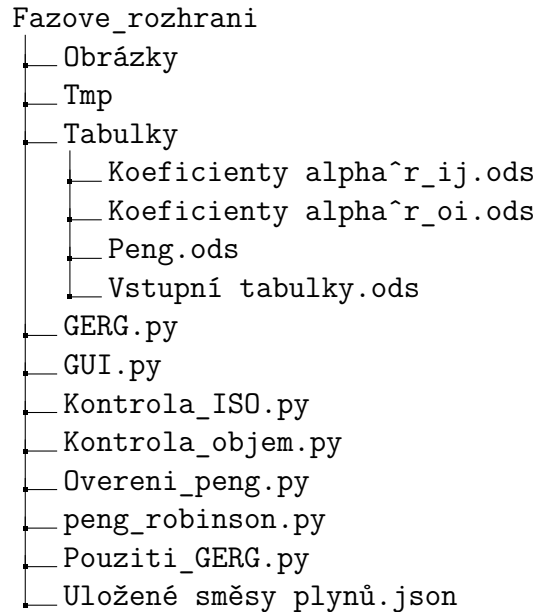 Fazove_rozhrani
Obrázky
Tmp
Tabulky
Koeficienty alpha^r_ij.ods
Koeficienty alpha^r_oi.ods
Peng.ods
Vstupní tabulky.ods
GERG.py
GUI.py
Kontrola_ISO.py
Kontrola_objem.py
Overeni_peng.py
peng_robinson.py
Pouziti_GERG.py
Uložené směsy plynů.json